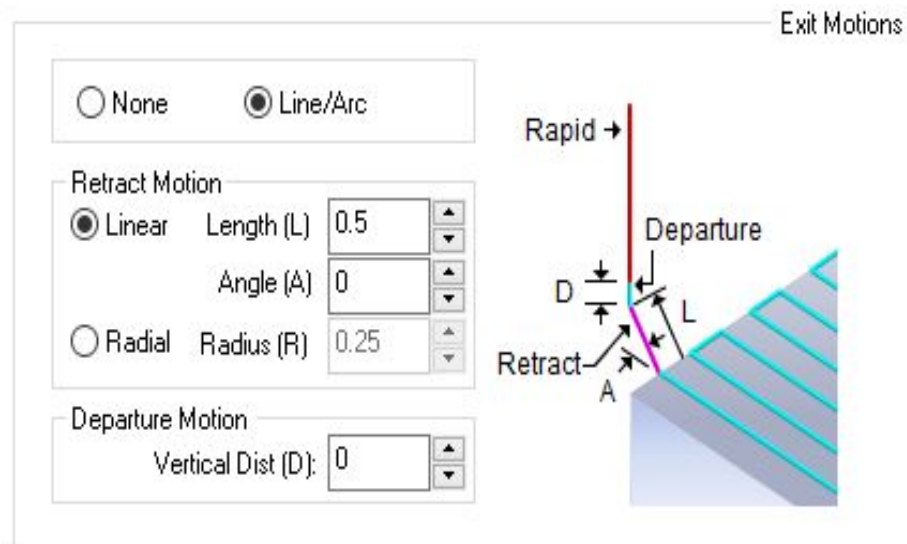 Exit Motions
None Line/Arc
Retract Motion
Linear Length (L) 0.5
Angle (A) 0
Radial Radius (R) 0.25
Departure Motion
Vertical Dist (D): 0
Rapid
Departure
D
L
Retract
A